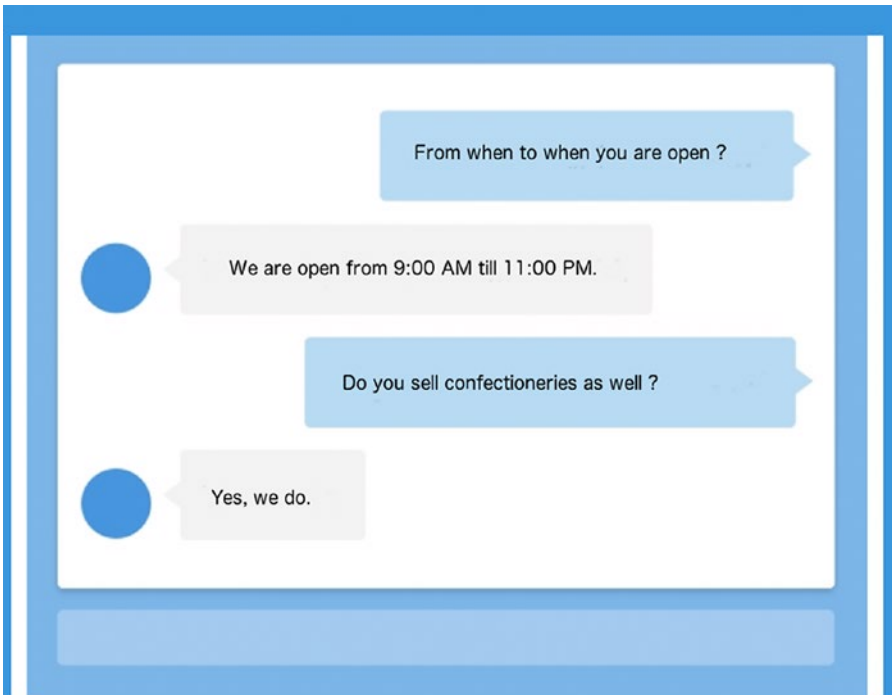 From when to when you are open ?
We are open from 9:00 AM till 11:00 PM.
Do you sell confectioneries as well ?
Yes, we do.